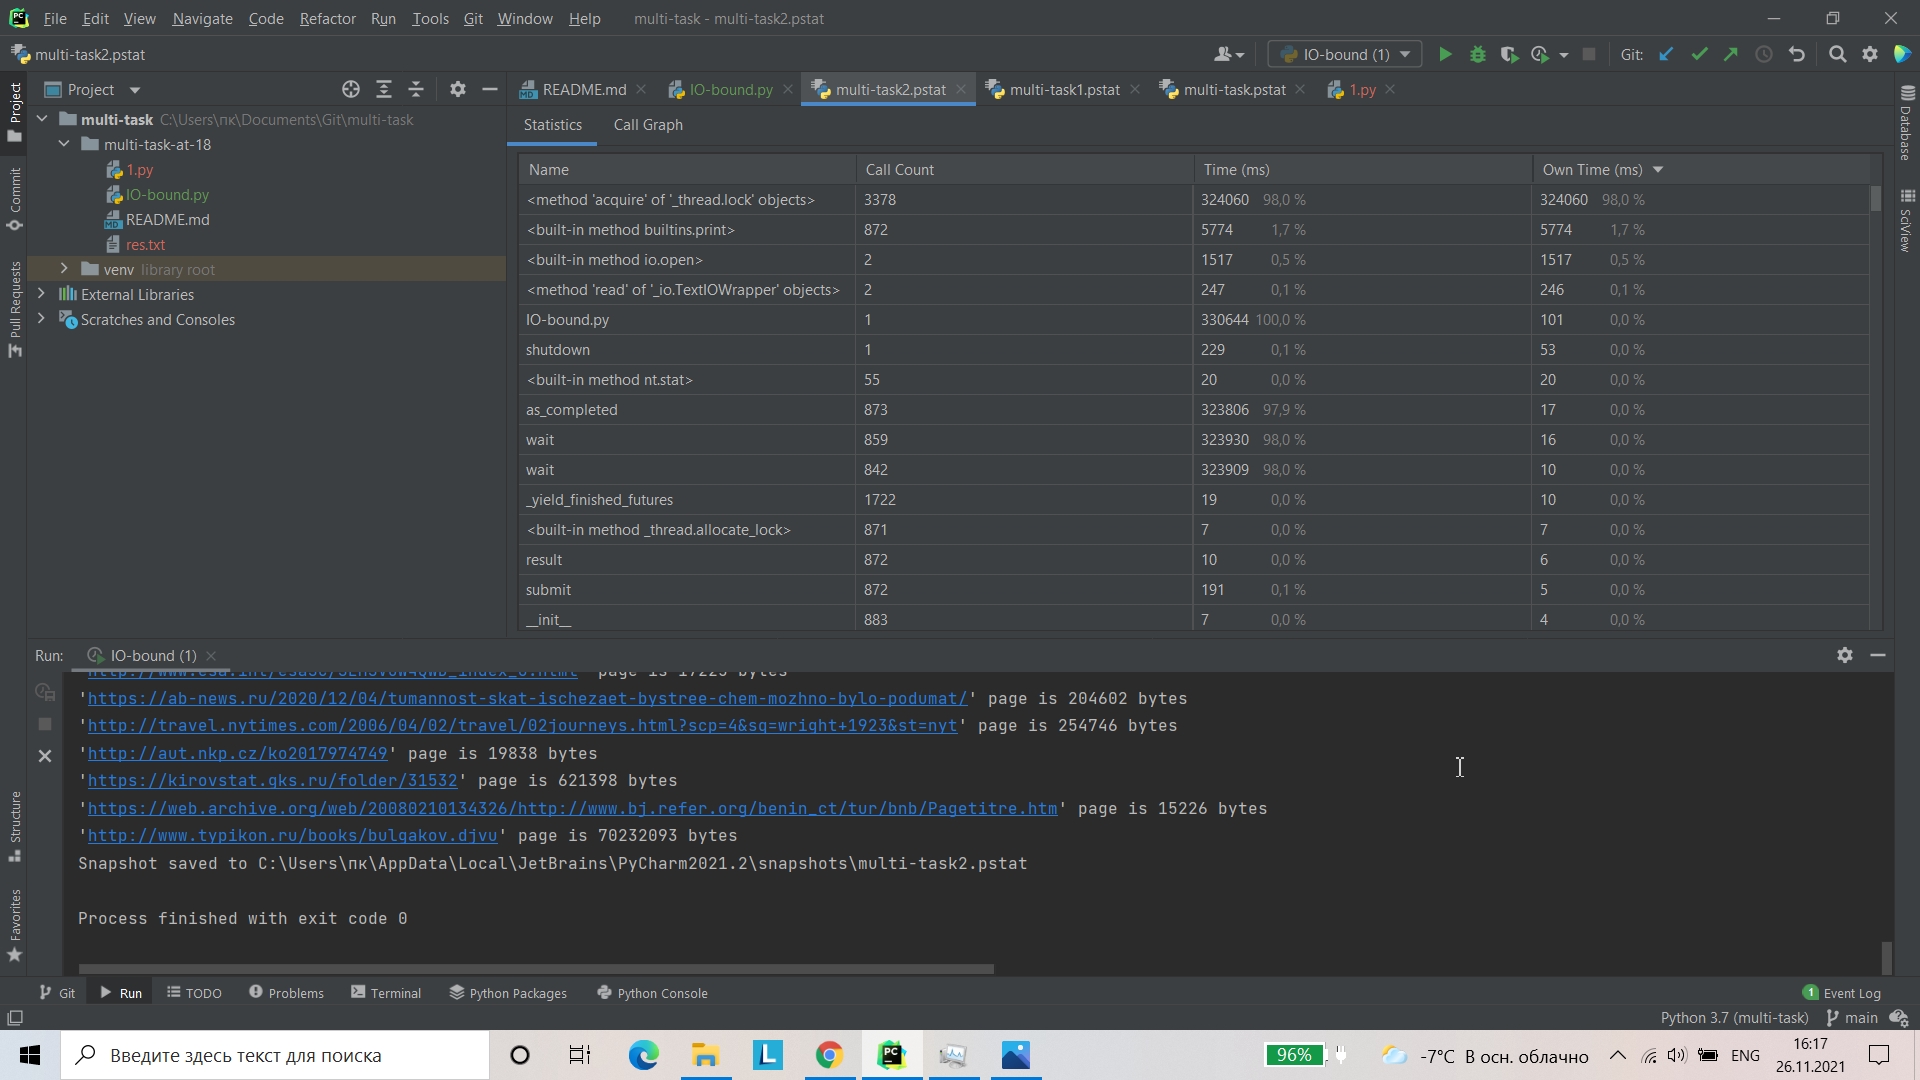 File Edit View Navigate Code Refactor Run Tools Git Window Help multi-task - multi-task2.pstat
multi-task2.pstat IO-bound (1) Git:
Project README.md IO-bound.py multi-task2.pstat multi-task1.pstat multi-task.pstat 1.py
Statistics Call Graph
multi-task C:\Users\пк\Documents\Git\multi-task
multi-task-at-18
1.py
IO-bound.py
README.md
res.txt
venv library root
External Libraries
Scratches and Consoles
Project
Commit
Pull Requests
Structure
Favorites
Database
SciView
Name Call Count Time (ms) Own Time (ms)
<method 'acquire' of '_thread.lock' objects> 3378 324060 98,0 % 324060 98,0 %
<built-in method builtins.print> 872 5774 1,7 % 5774 1,7 %
<built-in method io.open> 2 1517 0,5 % 1517 0,5 %
<method 'read' of '_io.TextIOWrapper' objects> 2 247 0,1 % 246 0,1 %
IO-bound.py 1 330644 100,0 % 101 0,0 %
shutdown 1 229 0,1 % 53 0,0 %
<built-in method nt.stat> 55 20 0,0 % 20 0,0 %
as_completed 873 323806 97,9 % 17 0,0 %
wait 859 323930 98,0 % 16 0,0 %
wait 842 323909 98,0 % 10 0,0 %
_yield_finished_futures 1722 19 0,0 % 10 0,0 %
<built-in method _thread.allocate_lock> 871 7 0,0 % 7 0,0 %
result 872 10 0,0 % 6 0,0 %
submit 872 191 0,1 % 5 0,0 %
__init__ 883 7 0,0 % 4 0,0 %
Run: IO-bound (1)
'https://ab-news.ru/2020/12/04/tumannost-skat-ischezaet-bystree-chem-mozhno-bylo-podumat/' page is 204602 bytes
'http://travel.nytimes.com/2006/04/02/travel/02journeys.html?scp=4&sq=wright+1923&st=nyt' page is 254746 bytes
'http://aut.nkp.cz/ko2017974749' page is 19838 bytes
'https://kirovstat.gks.ru/folder/31532' page is 621398 bytes
'https://web.archive.org/web/20080210134326/http://www.bj.refer.org/benin_ct/tur/bnb/Pagetitre.htm' page is 15226 bytes
'http://www.typikon.ru/books/bulgakov.djvu' page is 70232093 bytes
Snapshot saved to C:\Users\пк\AppData\Local\JetBrains\PyCharm2021.2\snapshots\multi-task2.pstat
Process finished with exit code 0
Git Run TODO Problems Terminal Python Packages Python Console 1 Event Log
Python 3.7 (multi-task) main
Введите здесь текст для поиска 96% -7°C В осн. облачно ENG 16:17
26.11.2021